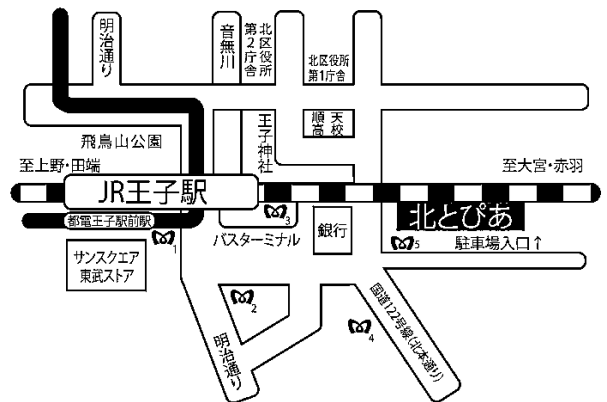 明治通り
音無川
北区役所
第2庁舎
北区役所
第1庁舎
飛鳥山公園
王子神社
順天
高校
至上野・田端
JR王子駅
至大宮・赤羽
都電王子駅前駅
北とぴあ
バスターミナル
銀行
駐車場入口↑
サンスクエア
東武ストア
1
2
3
4
5
明治通り
国道122号線(北本通り)